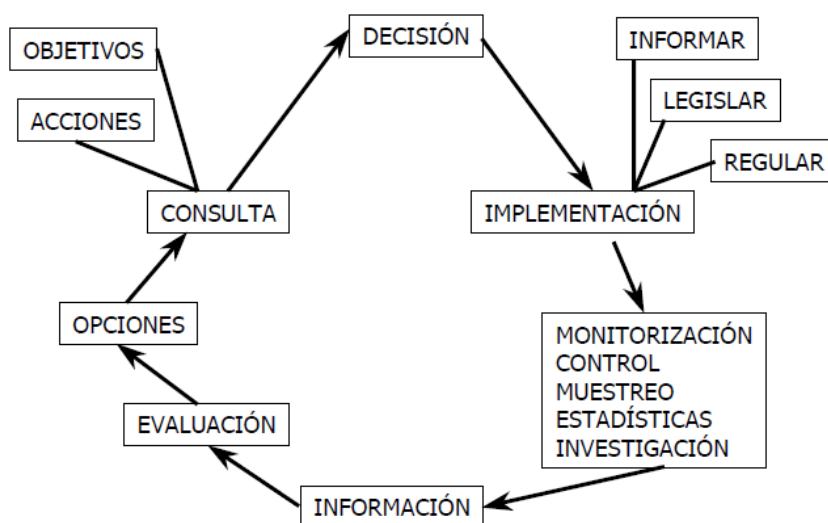 DECISIÓN
INFORMAR
OBJETIVOS
LEGISLAR
ACCIONES
REGULAR
CONSULTA
IMPLEMENTACIÓN
OPCIONES
MONITORIZACIÓN
CONTROL
MUESTREO
ESTADÍSTICAS
INVESTIGACIÓN
EVALUACIÓN
INFORMACIÓN